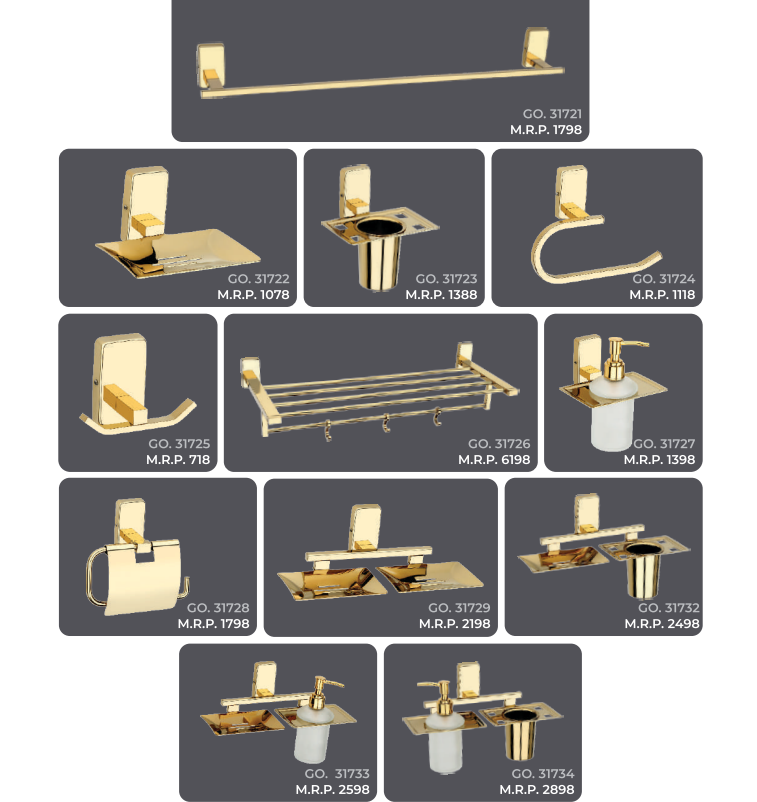 GO. 31721
M.R.P. 1798
GO. 31722
M.R.P. 1078
GO. 31723
M.R.P. 1388
GO. 31724
M.R.P. 1118
GO. 31725
M.R.P. 718
GO. 31726
M.R.P. 6198
GO. 31727
M.R.P. 1398
GO. 31728
M.R.P. 1798
GO. 31729
M.R.P. 2198
GO. 31732
M.R.P. 2498
GO. 31733
M.R.P. 2598
GO. 31734
M.R.P. 2898